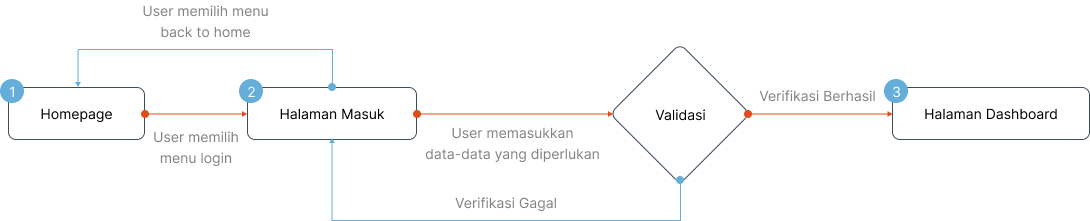 User memilih menu
back to home
1
Homepage
User memilih
menu login
2
Halaman Masuk
User memasukkan
data-data yang diperlukan
Validasi
Verifikasi Gagal
Verifikasi Berhasil
3
Halaman Dashboard